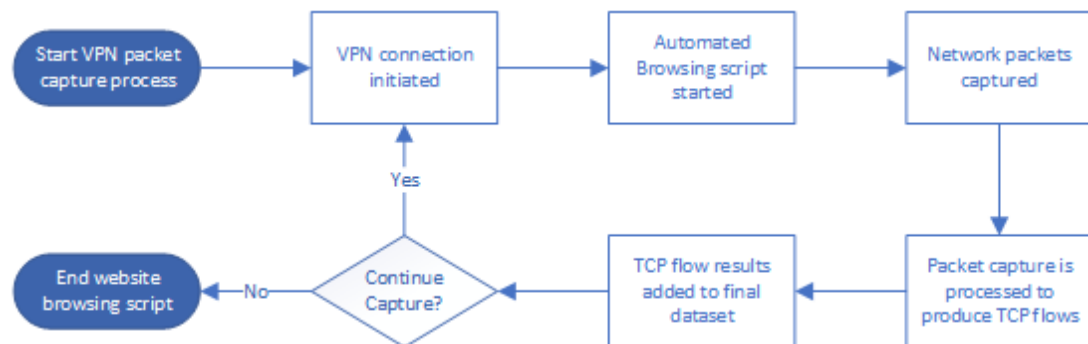 Start VPN packet
capture process
VPN connection
initiated
Automated
Browsing script
started
Network packets
captured
Yes
End website
browsing script
No
Continue
Capture?
TCP flow results
added to final
dataset
Packet capture is
processed to
produce TCP flows